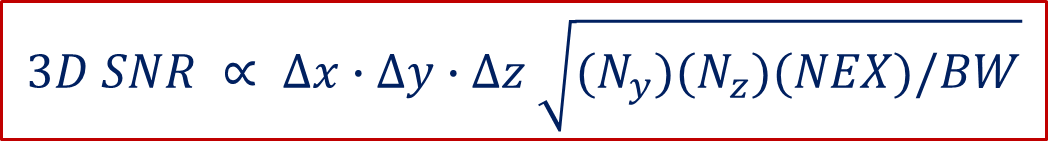 3D SNR ∝ Δx · Δy · Δz √(N_y)(N_z)(NEX)/BW